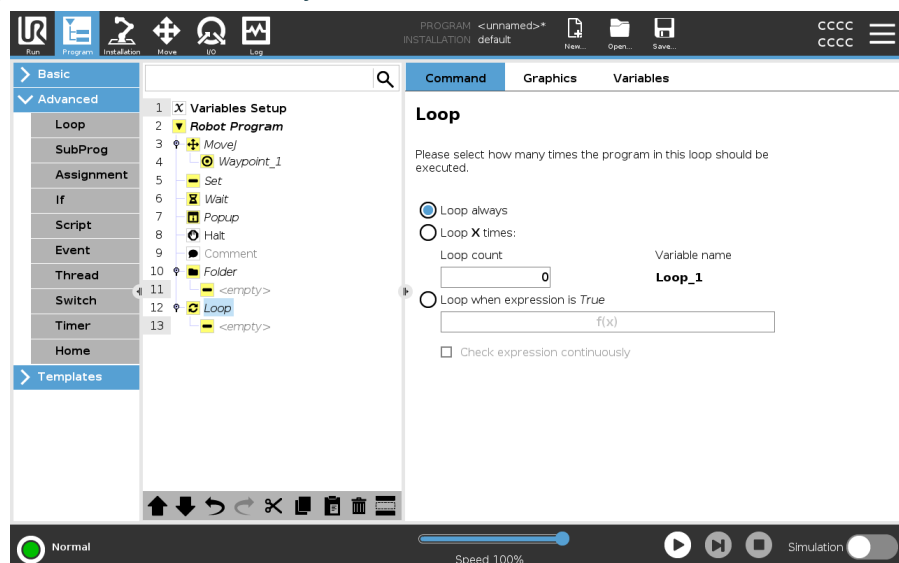 PROGRAM <unnamed>*
INSTALLATION default
UR
Run
Program
Installation
Move
I/O
Log
New...
Open...
Save...
CCCC
CCCC
Basic
Advanced
Loop
SubProg
Assignment
If
Script
Event
Thread
Switch
Timer
Home
Templates
1 X Variables Setup
2 Robot Program
3 MoveJ
4 Waypoint_1
5 Set
6 Wait
7 Popup
8 Halt
9 Comment
10 Folder
11 <empty>
12 Loop
13 <empty>
Command Graphics Variables
Loop
Please select how many times the program in this loop should be
executed.
Loop always
Loop X times:
Loop count Variable name
0 Loop_1
Loop when expression is True
f(x)
Check expression continuously
Normal
Speed 100%
Simulation